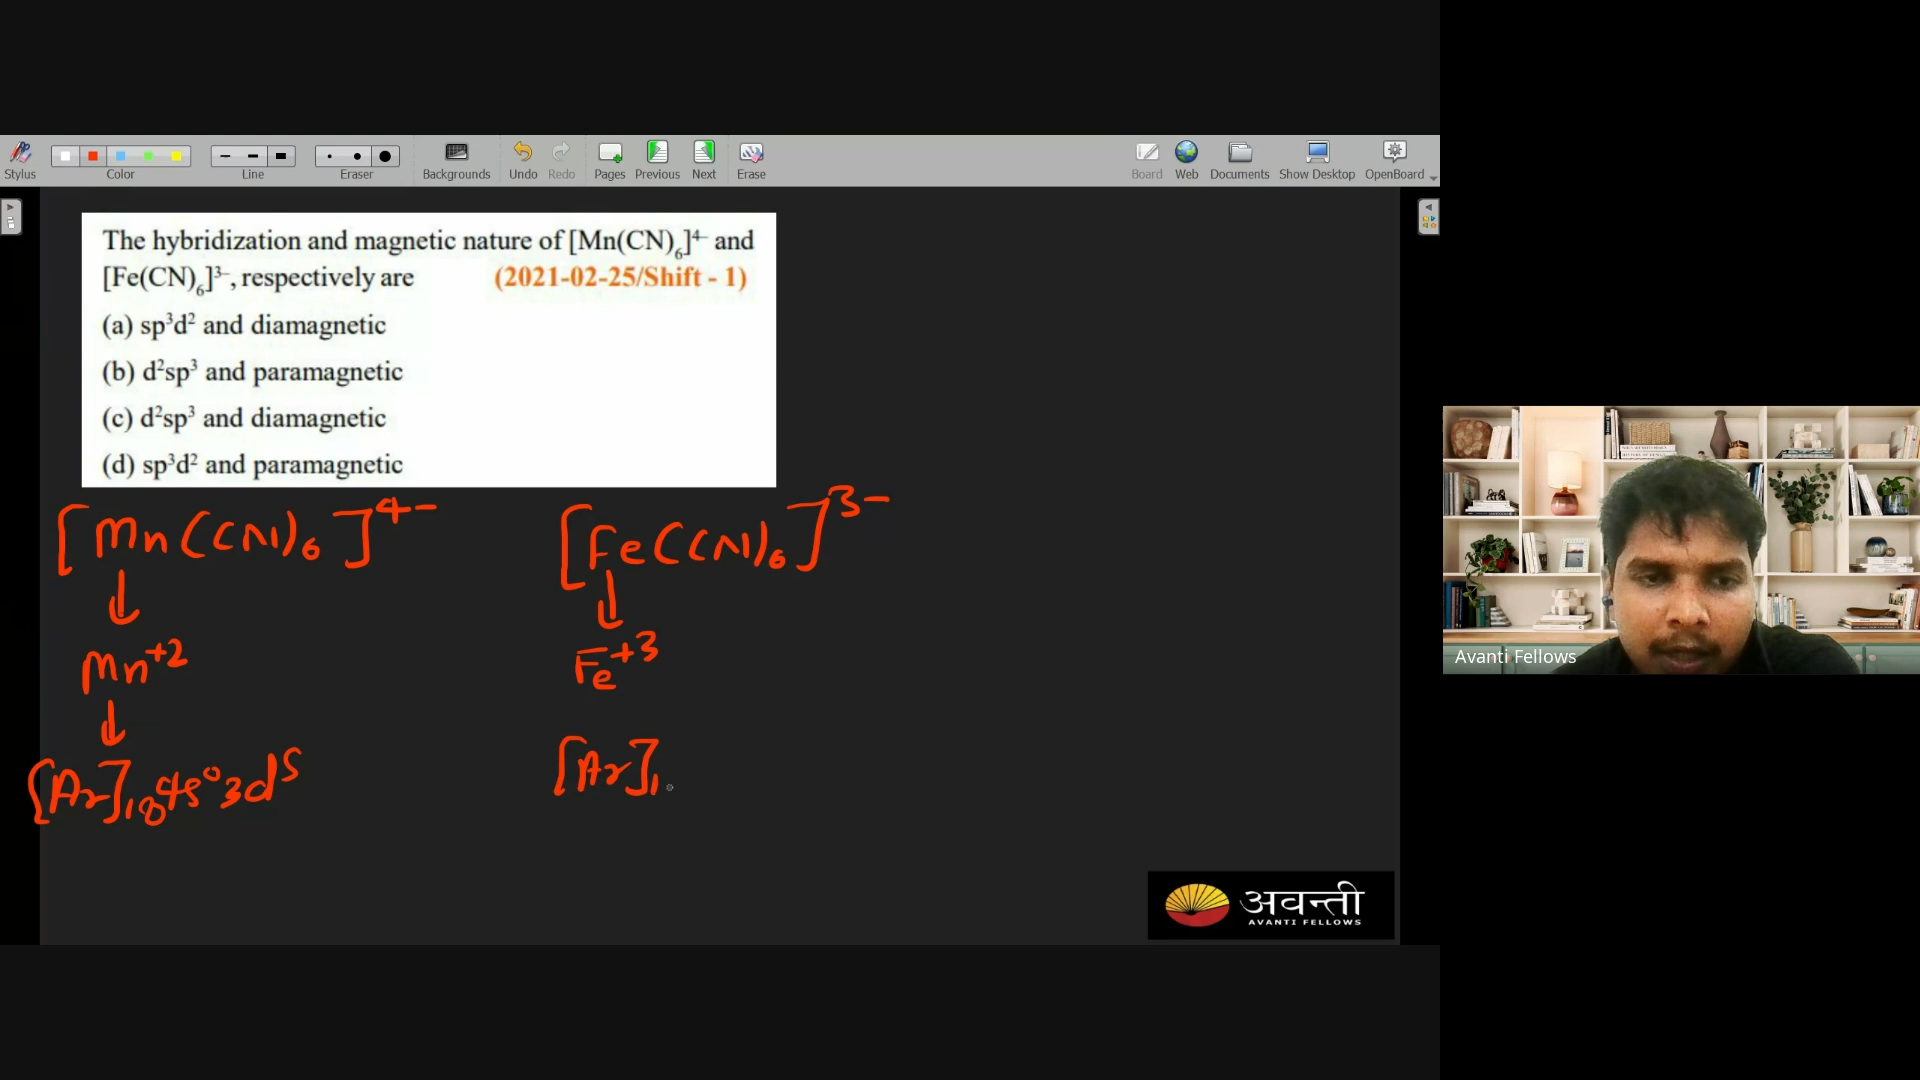 Stylus
Color
Line
Eraser
Backgrounds
Undo
Redo
Pages
Previous
Next
Erase
Board
Web
Documents
Show Desktop
OpenBoard
The hybridization and magnetic nature of [Mn(CN)₆]⁴⁻ and
[Fe(CN)₆]³⁻, respectively are (2021-02-25/Shift - 1)
(a) sp³d² and diamagnetic
(b) d²sp³ and paramagnetic
(c) d²sp³ and diamagnetic
(d) sp³d² and paramagnetic
[Mn(CN)₆]⁴⁻
[Fe(CN)₆]³⁻
Mn⁺²
Fe⁺³
[Ar]₁₈4s⁰3d⁵
[Ar]₁
अवन्ती
AVANTI FELLOWS
Avanti Fellows